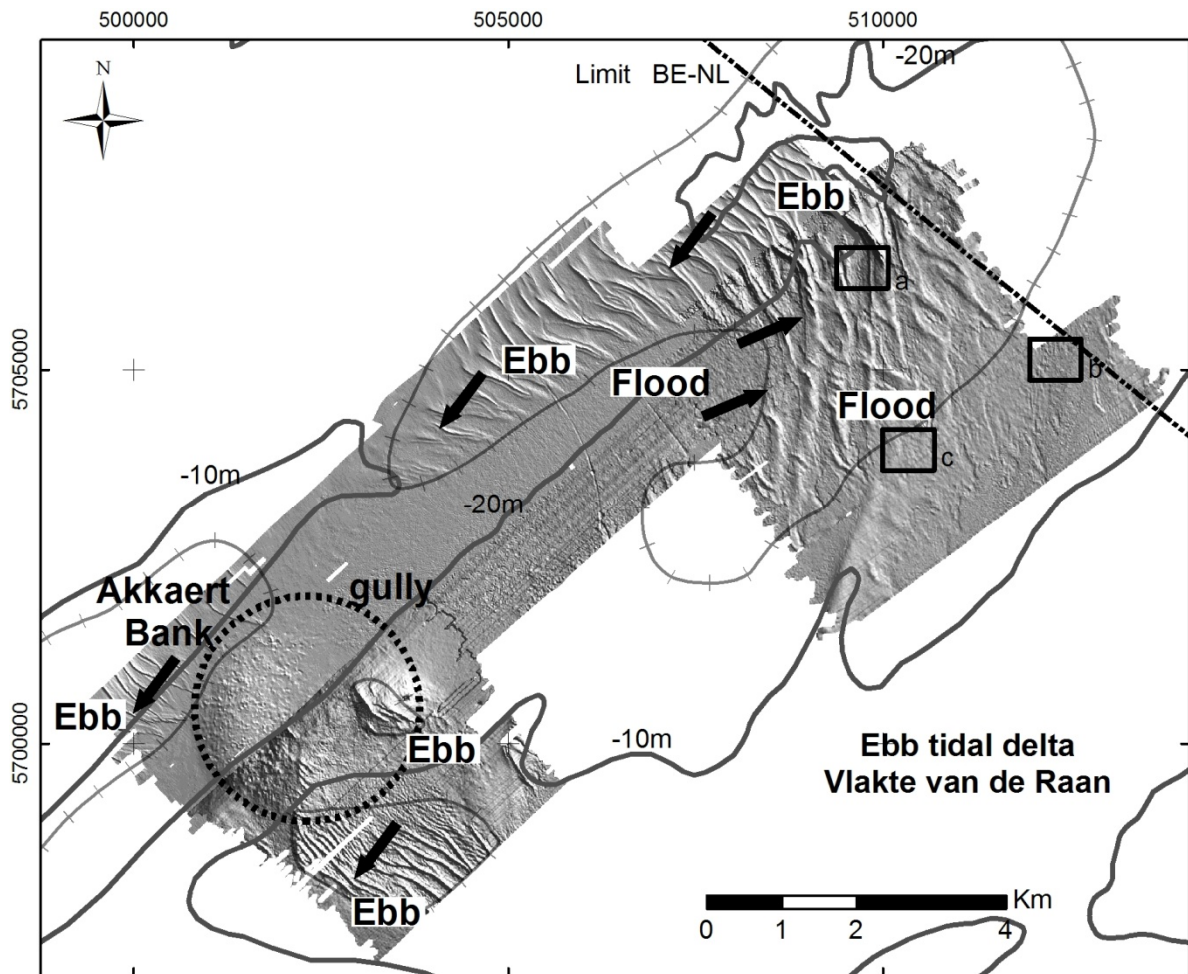 500000
505000
510000
N
Limit BE-NL
-20m
Ebb
a
Ebb
5705000
b
Flood
Flood
c
-10m
-20m
Akkaert
Bank
gully
Ebb
5700000
Ebb
-10m
Ebb tidal delta
Vlakte van de Raan
Ebb
Km
0 1 2 4